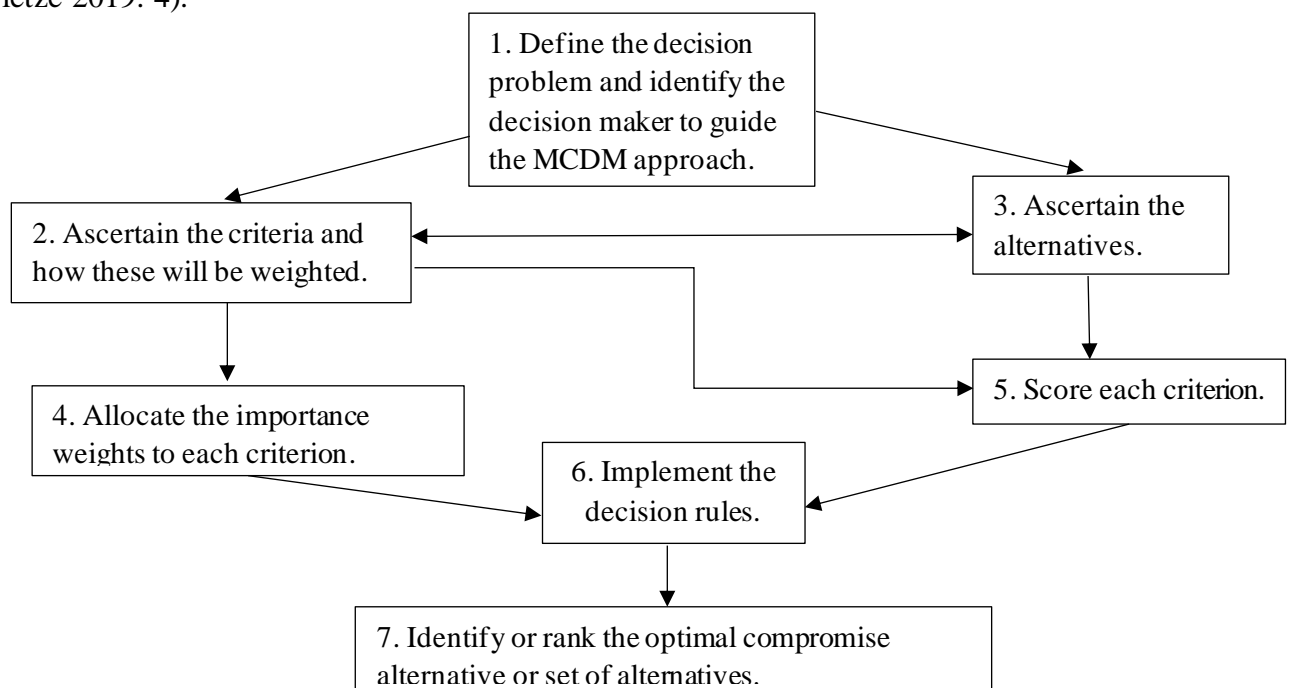 2019: 4).
1. Define the decision
problem and identify the
decision maker to guide
the MCDM approach.
2. Ascertain the criteria and
how these will be weighted.
3. Ascertain the
alternatives.
4. Allocate the importance
weights to each criterion.
5. Score each criterion.
6. Implement the
decision rules.
7. Identify or rank the optimal compromise
alternative or set of alternatives.